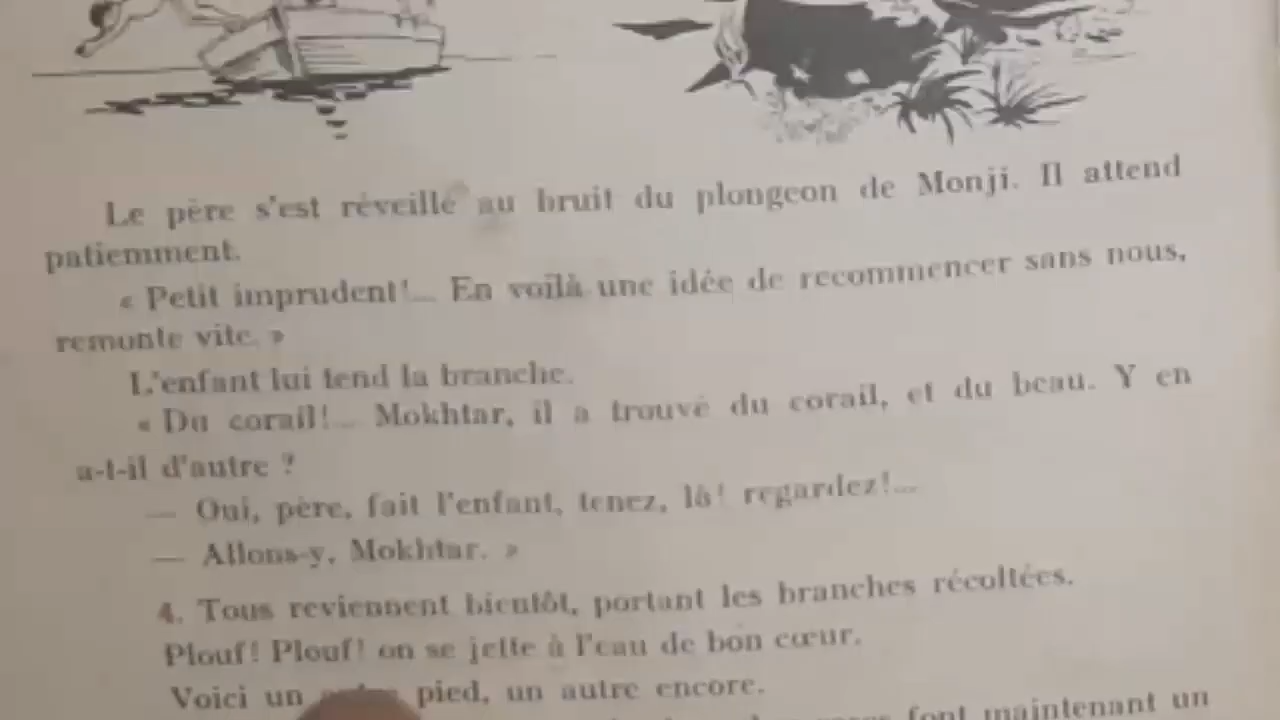 Le père s'est réveillé au bruit du plongeon de Monji. Il attend
patiemment.
« Petit imprudent!... En voilà une idée de recommencer sans nous,
remonte vite. »
L'enfant lui tend la branche.
« Du corail!... Mokhtar, il a trouvé du corail, et du beau. Y en
a-t-il d'autre ?
— Oui, père, fait l'enfant, tenez, là! regardez!...
— Allons-y, Mokhtar. »
4. Tous reviennent bientôt, portant les branches récoltées.
Plouf! Plouf! on se jette à l'eau de bon cœur.
Voici un pied, un autre encore.
font maintenant un